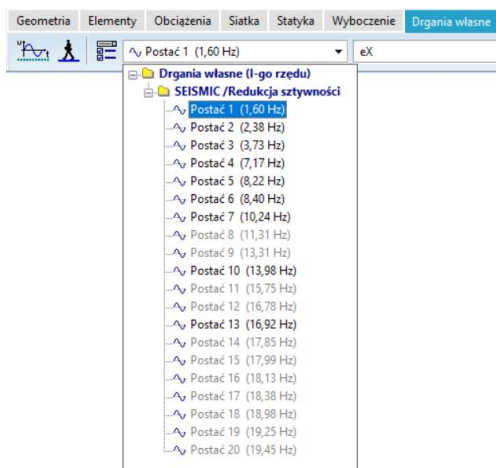 Geometria Elementy Obciążenia Siatka Statyka Wyboczenie Drgania własne
Postać 1 (1,60 Hz) eX
Drgania własne (I-go rzędu)
SEISMIC /Redukcja sztywności
Postać 1 (1,60 Hz)
Postać 2 (2,38 Hz)
Postać 3 (3,73 Hz)
Postać 4 (7,17 Hz)
Postać 5 (8,22 Hz)
Postać 6 (8,40 Hz)
Postać 7 (10,24 Hz)
Postać 8 (11,31 Hz)
Postać 9 (13,31 Hz)
Postać 10 (13,98 Hz)
Postać 11 (15,75 Hz)
Postać 12 (16,78 Hz)
Postać 13 (16,92 Hz)
Postać 14 (17,85 Hz)
Postać 15 (17,99 Hz)
Postać 16 (18,13 Hz)
Postać 17 (18,38 Hz)
Postać 18 (18,98 Hz)
Postać 19 (19,25 Hz)
Postać 20 (19,45 Hz)